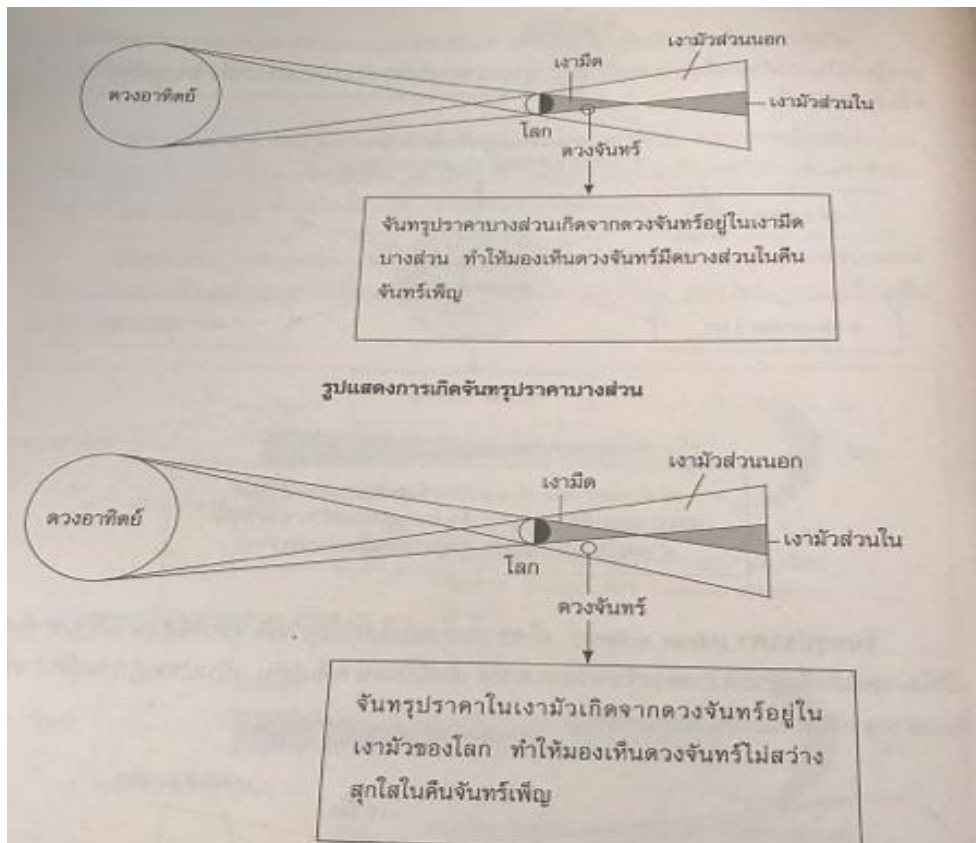 เงามัวส่วนนอก
เงามืด
ดวงอาทิตย์
เงามัวส่วนใน
โลก
ดวงจันทร์
จันทรุปราคาบางส่วนเกิดจากดวงจันทร์อยู่ในเงามืด
บางส่วน ทำให้มองเห็นดวงจันทร์มืดบางส่วนในคืน
จันทร์เพ็ญ
รูปแสดงการเกิดจันทรุปราคาบางส่วน
เงามัวส่วนนอก
เงามืด
ดวงอาทิตย์
เงามัวส่วนใน
โลก
ดวงจันทร์
จันทรุปราคาในเงามัวเกิดจากดวงจันทร์อยู่ใน
เงามัวของโลก ทำให้มองเห็นดวงจันทร์ไม่สว่าง
สุกใสในคืนจันทร์เพ็ญ